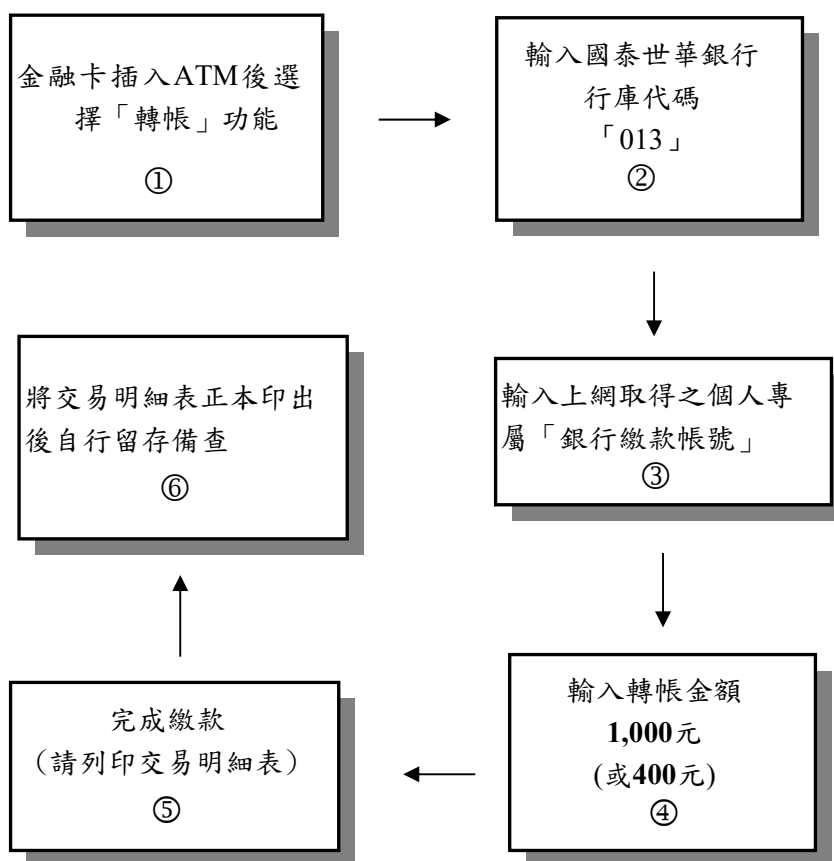 金融卡插入ATM後選
擇「轉帳」功能
①
輸入國泰世華銀行
行庫代碼
「013」
②
輸入上網取得之個人專
屬「銀行繳款帳號」
③
輸入轉帳金額
1,000元
(或400元)
④
完成繳款
（請列印交易明細表）
⑤
將交易明細表正本印出
後自行留存備查
⑥